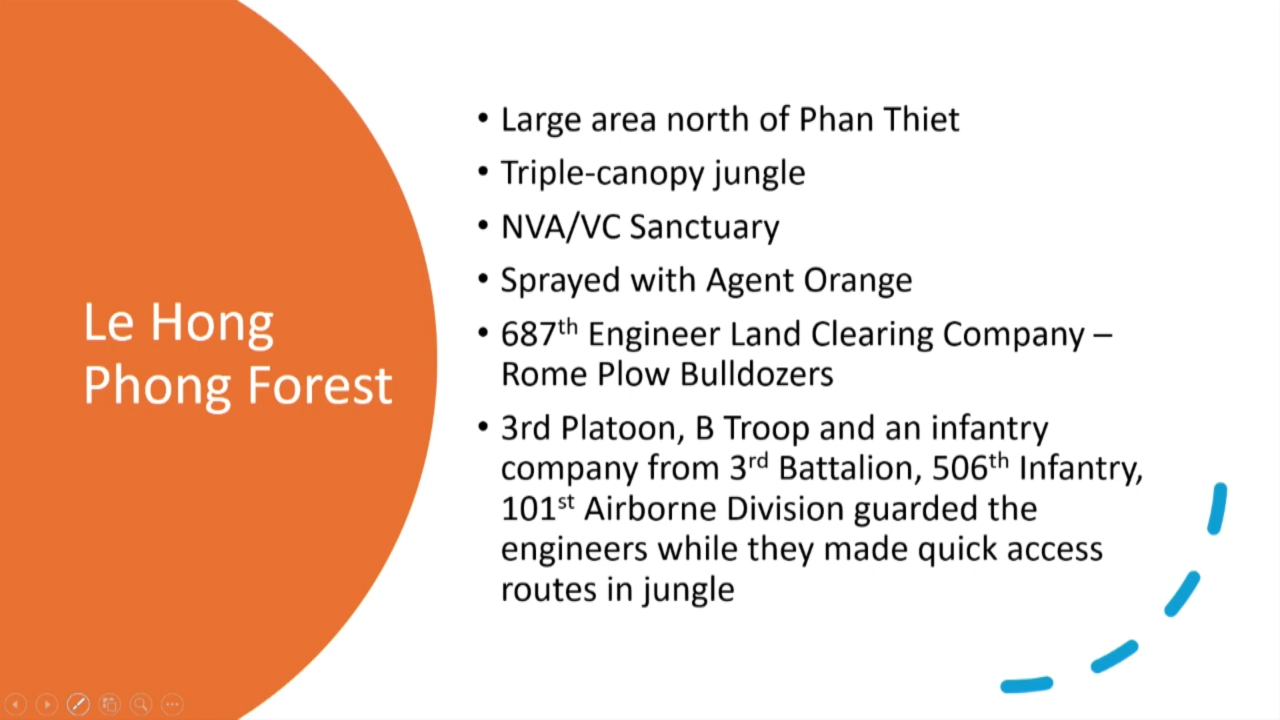 Le Hong
Phong Forest
• Large area north of Phan Thiet
• Triple-canopy jungle
• NVA/VC Sanctuary
• Sprayed with Agent Orange
• 687th Engineer Land Clearing Company –
Rome Plow Bulldozers
• 3rd Platoon, B Troop and an infantry
company from 3rd Battalion, 506th Infantry,
101st Airborne Division guarded the
engineers while they made quick access
routes in jungle